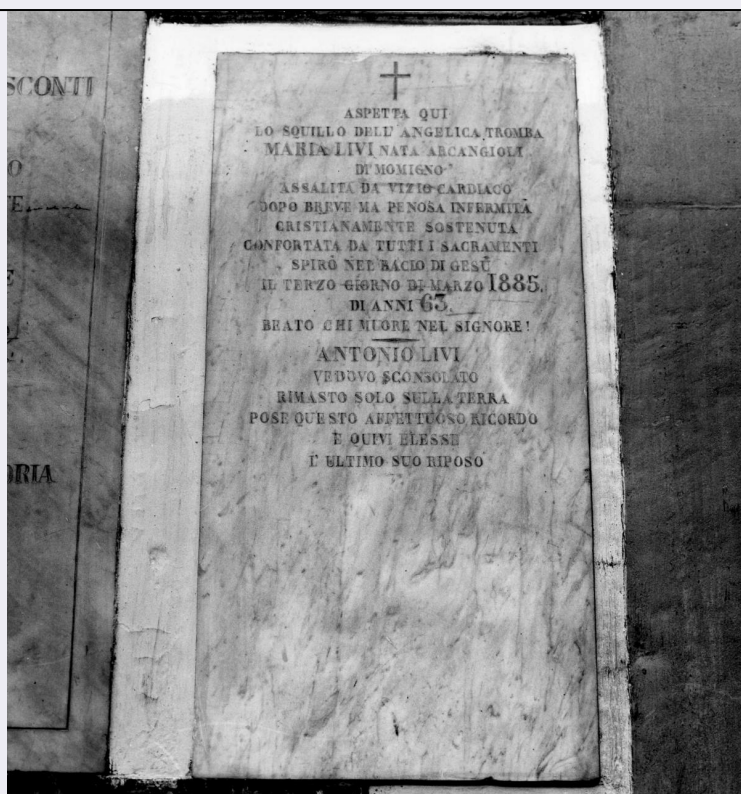 SCONTI
O
TE
E
ORIA
ASPETTA QUI
LO SQUILLO DELL' ANGELICA TROMBA
MARIA LIVI NATA ARCANGIOLI
DI MOMIGNO
ASSALITA DA VIZIO CARDIACO
DOPO BREVE MA PENOSA INFERMITÀ
CRISTIANAMENTE SOSTENUTA
CONFORTATA DA TUTTI I SACRAMENTI
SPIRÒ NEL BACIO DI GESÙ
IL TERZO GIORNO DI MARZO 1885.
DI ANNI 63.
BEATO CHI MUORE NEL SIGNORE!
ANTONIO LIVI
VEDOVO SCONSOLATO
RIMASTO SOLO SULLA TERRA
POSE QUESTO AFFETTUOSO RICORDO
E QUIVI ELESSE
L' ULTIMO SUO RIPOSO